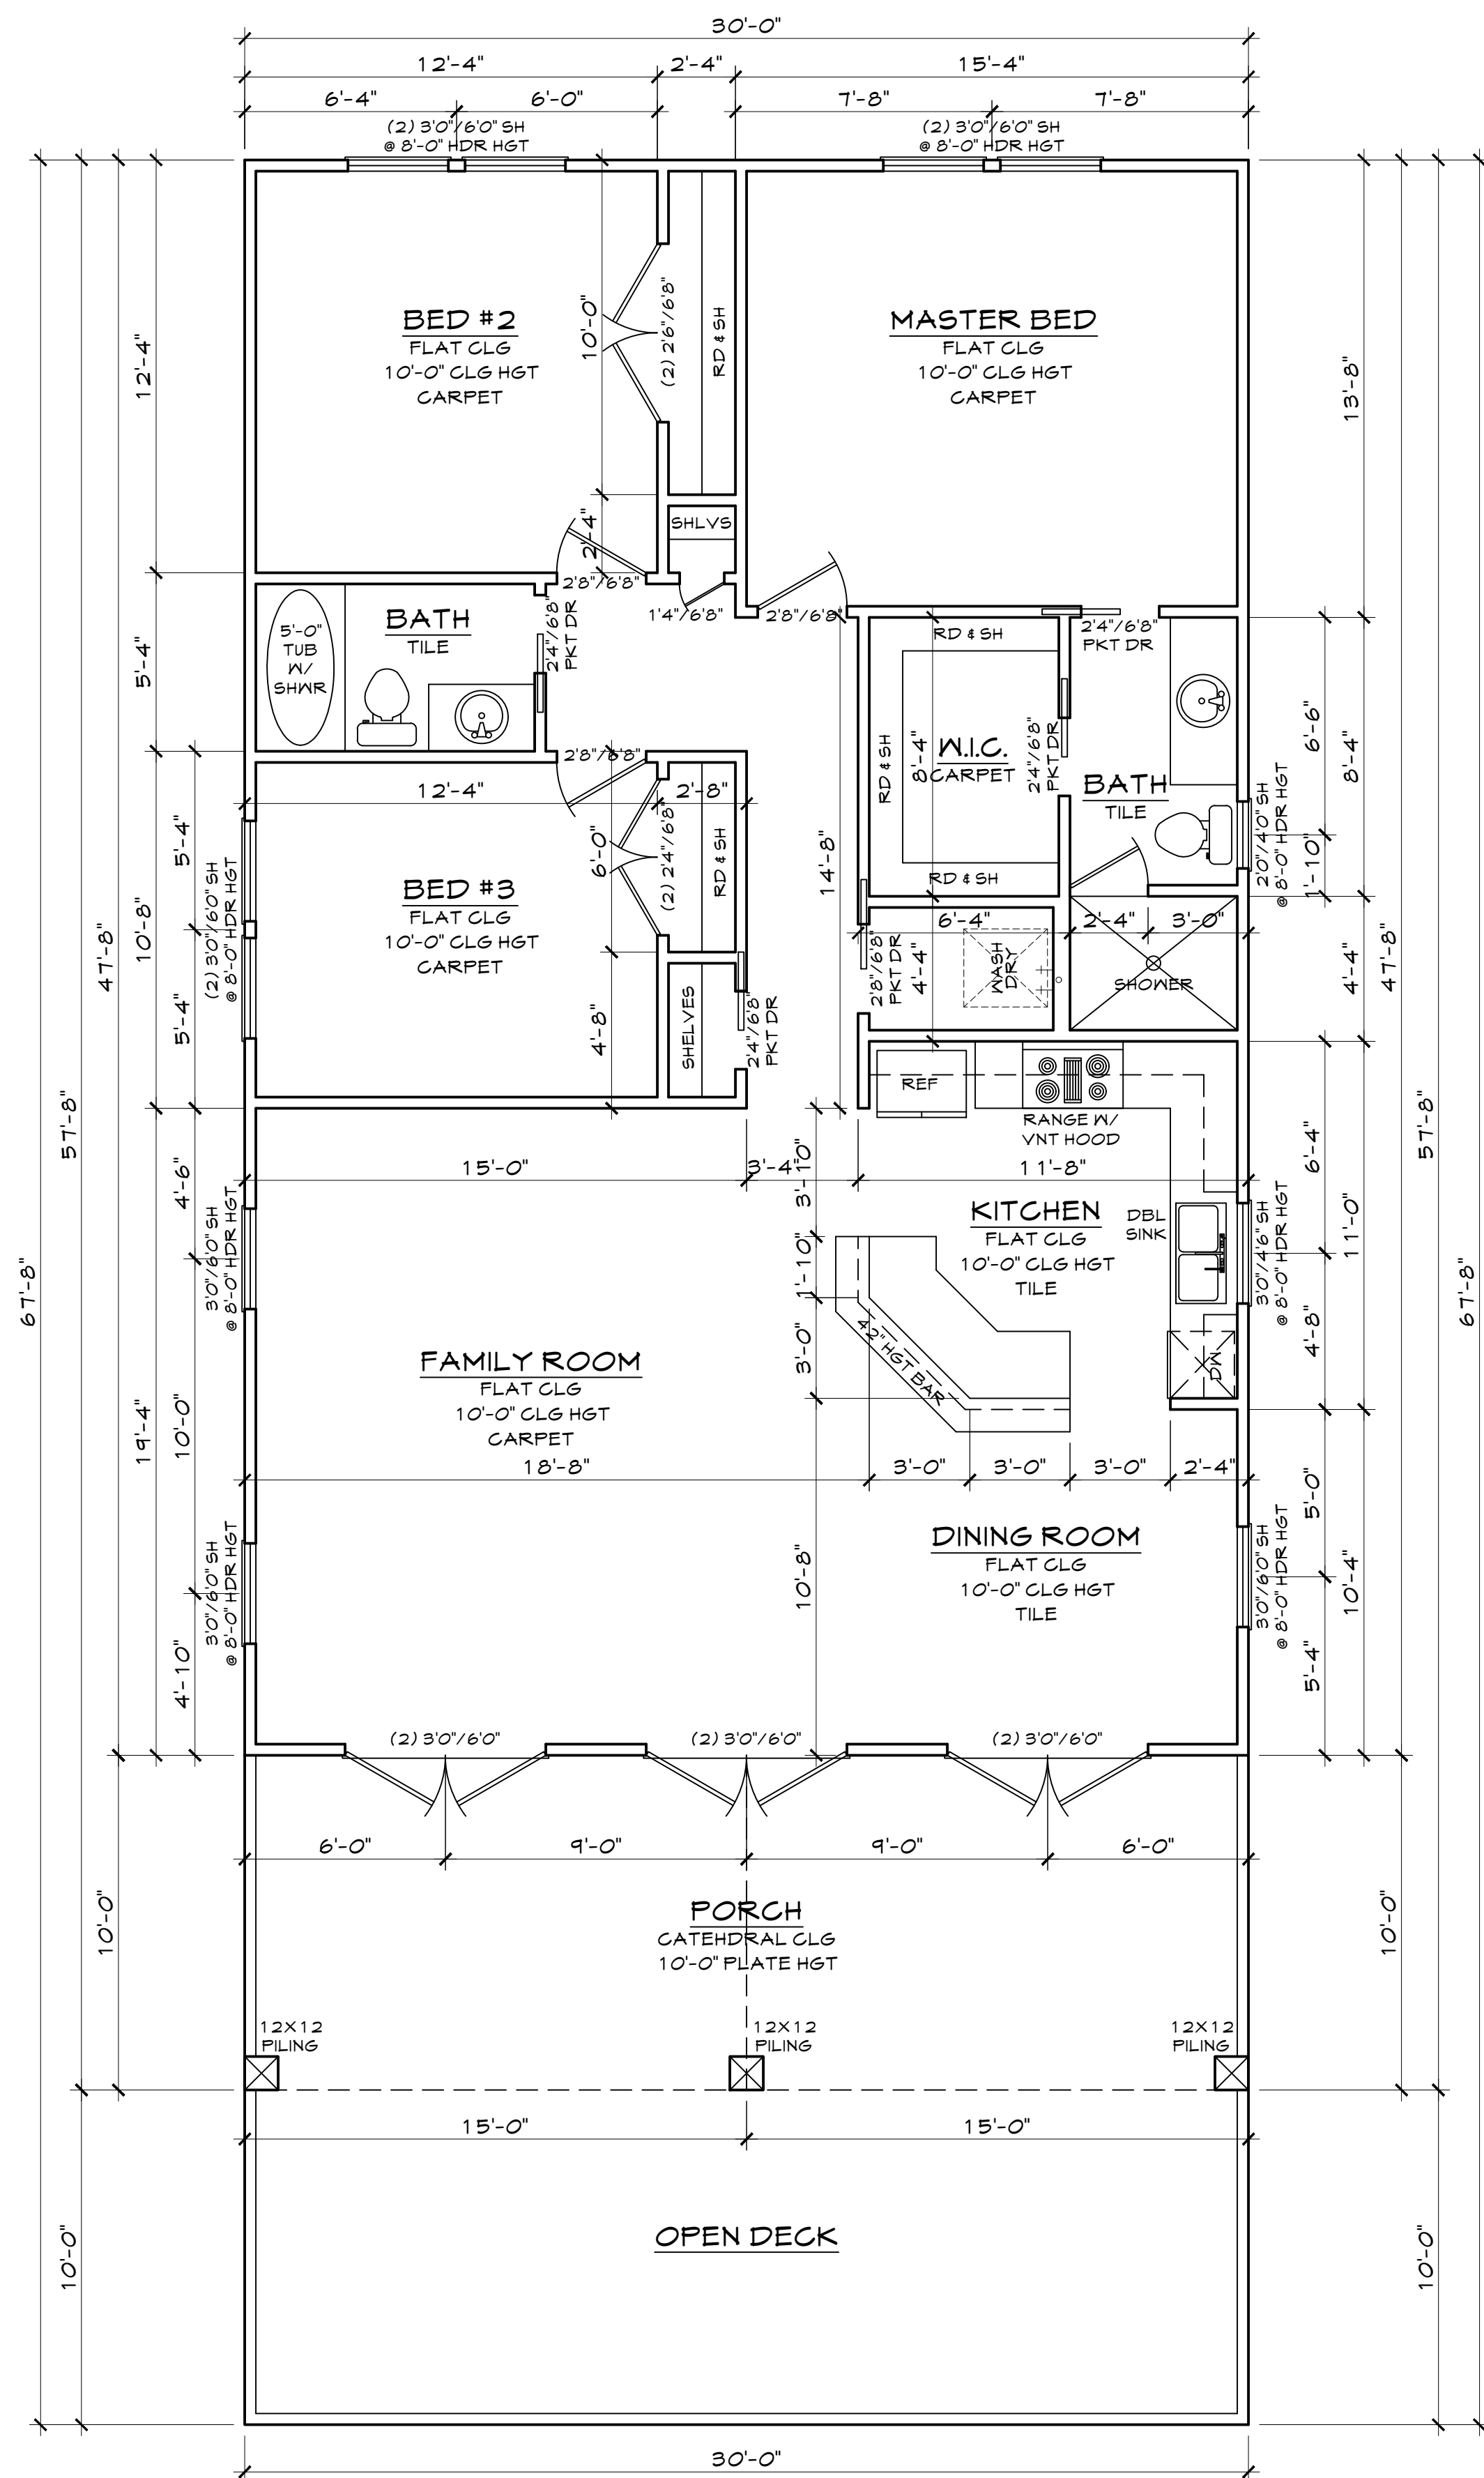 30'-0"
12'-4"
2'-4"
15'-4"
6'-4"
6'-0"
7'-8"
7'-8"
(2) 3'0"/6'0" SH
@ 8'-0" HDR HGT
(2) 3'0"/6'0" SH
@ 8'-0" HDR HGT
BED #2
FLAT CLG
10'-0" CLG HGT
CARPET
10'-0"
(2) 2'6"/6'8"
RD & SH
MASTER BED
FLAT CLG
10'-0" CLG HGT
CARPET
12'-4"
13'-8"
2'-4"
SHLVS
2'8"/6'8"
1'4"/6'8"
2'8"/6'8"
BATH
TILE
5'-0"
TUB
W/
SHWR
2'4"/6'8"
PKT DR
5'-4"
RD & SH
2'4"/6'8"
PKT DR
RD & SH
8'-4"
W.I.C.
CARPET
2'4"/6'8"
PKT DR
RD & SH
BATH
TILE
6'-6"
8'-4"
1'-10"
2'0"/4'0" SH
@ 8'-0" HDR HGT
2'8"/6'8"
12'-4"
2'-8"
6'-0"
(2) 2'4"/6'8"
RD & SH
BED #3
FLAT CLG
10'-0" CLG HGT
CARPET
5'-4"
(2) 3'0"/6'0" SH
@ 8'-0" HDR HGT
5'-4"
10'-8"
47'-8"
57'-8"
67'-8"
4'-8"
SHELVES
2'4"/6'8"
PKT DR
14'-8"
6'-4"
2'-4"
3'-0"
2'8"/6'8"
PKT DR
4'-4"
WASH
DRY
SHOWER
4'-4"
47'-8"
57'-8"
67'-8"
REF
RANGE W/
VNT HOOD
15'-0"
3'-4"
11'-8"
3'-10"
1'-10"
3'-0"
KITCHEN
FLAT CLG
10'-0" CLG HGT
TILE
DBL
SINK
3'0"/4'6" SH
@ 8'-0" HDR HGT
6'-4"
4'-8"
11'-0"
42" HGT BAR
DW
4'-6"
3'0"/6'0" SH
@ 8'-0" HDR HGT
FAMILY ROOM
FLAT CLG
10'-0" CLG HGT
CARPET
10'-0"
19'-4"
18'-8"
3'-0"
3'-0"
3'-0"
2'-4"
DINING ROOM
FLAT CLG
10'-0" CLG HGT
TILE
10'-8"
5'-0"
10'-4"
5'-4"
3'0"/6'0" SH
@ 8'-0" HDR HGT
3'0"/6'0" SH
@ 8'-0" HDR HGT
4'-10"
(2) 3'0"/6'0"
(2) 3'0"/6'0"
(2) 3'0"/6'0"
6'-0"
9'-0"
9'-0"
6'-0"
PORCH
CATEHDRAL CLG
10'-0" PLATE HGT
10'-0"
10'-0"
12X12
PILING
12X12
PILING
12X12
PILING
15'-0"
15'-0"
OPEN DECK
10'-0"
10'-0"
30'-0"